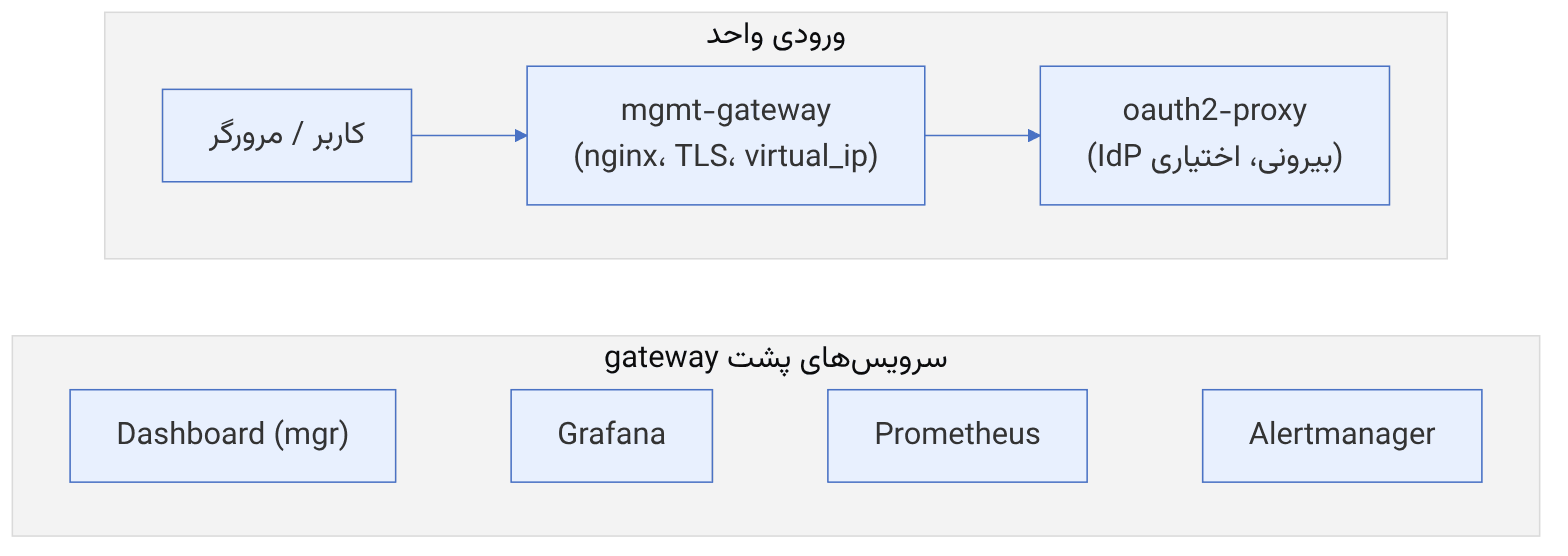 ورودی واحد
کاربر / مرورگر
mgmt-gateway
(nginx، TLS، virtual_ip)
oauth2-proxy
(بیرونی، اختیاری IdP)
سرویس‌های پشت gateway
Dashboard (mgr)
Grafana
Prometheus
Alertmanager